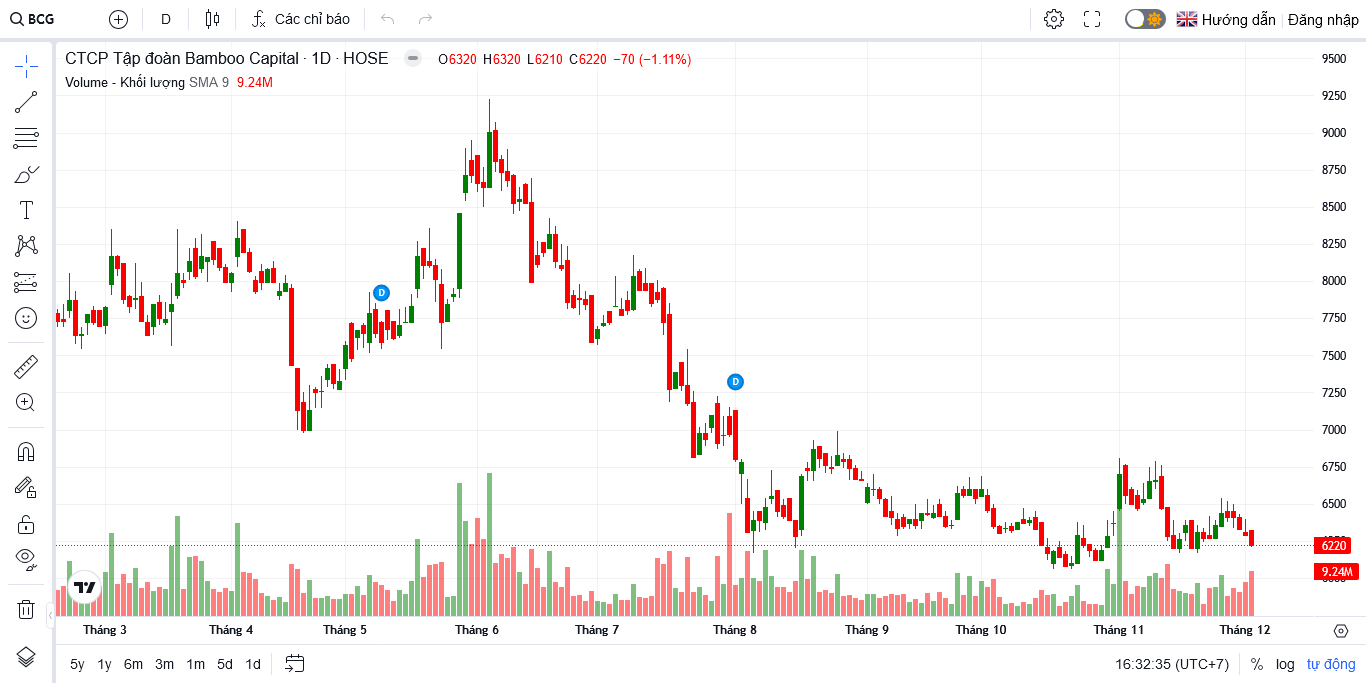 BCG D Các chỉ báo Hướng dẫn Đăng nhập
CTCP Tập đoàn Bamboo Capital · 1D · HOSE O6320 H6320 L6210 C6220 −70 (−1.11%)
Volume - Khối lượng SMA 9 9.24M
9500
9250
9000
8750
8500
8250
8000
7750
7500
7250
7000
6750
6500
6220
9.24M
D
D
Tháng 3 Tháng 4 Tháng 5 Tháng 6 Tháng 7 Tháng 8 Tháng 9 Tháng 10 Tháng 11 Tháng 12
5y 1y 6m 3m 1m 5d 1d 16:32:35 (UTC+7) % log tự động